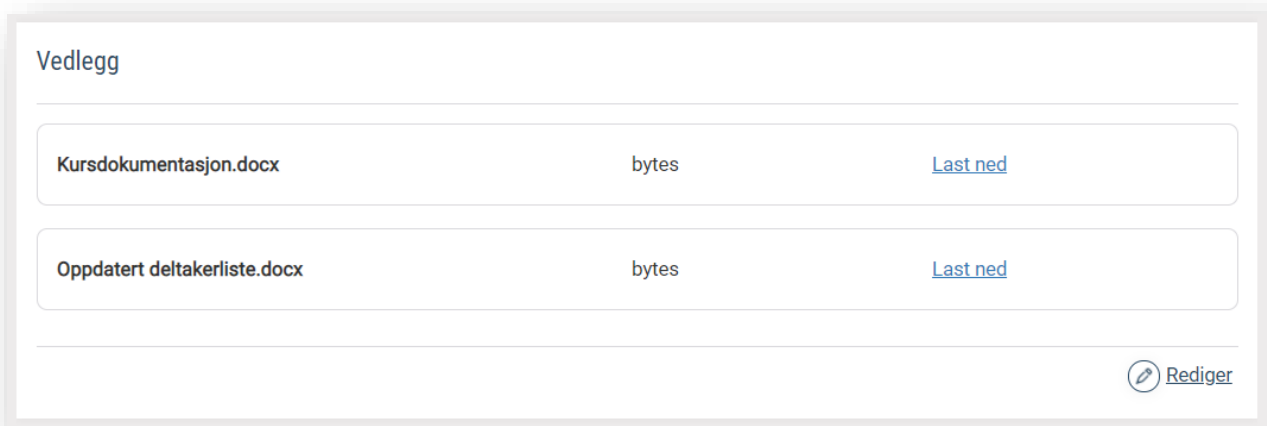 Vedlegg
Kursdokumentasjon.docx bytes Last ned
Oppdatert deltakerliste.docx bytes Last ned
Rediger